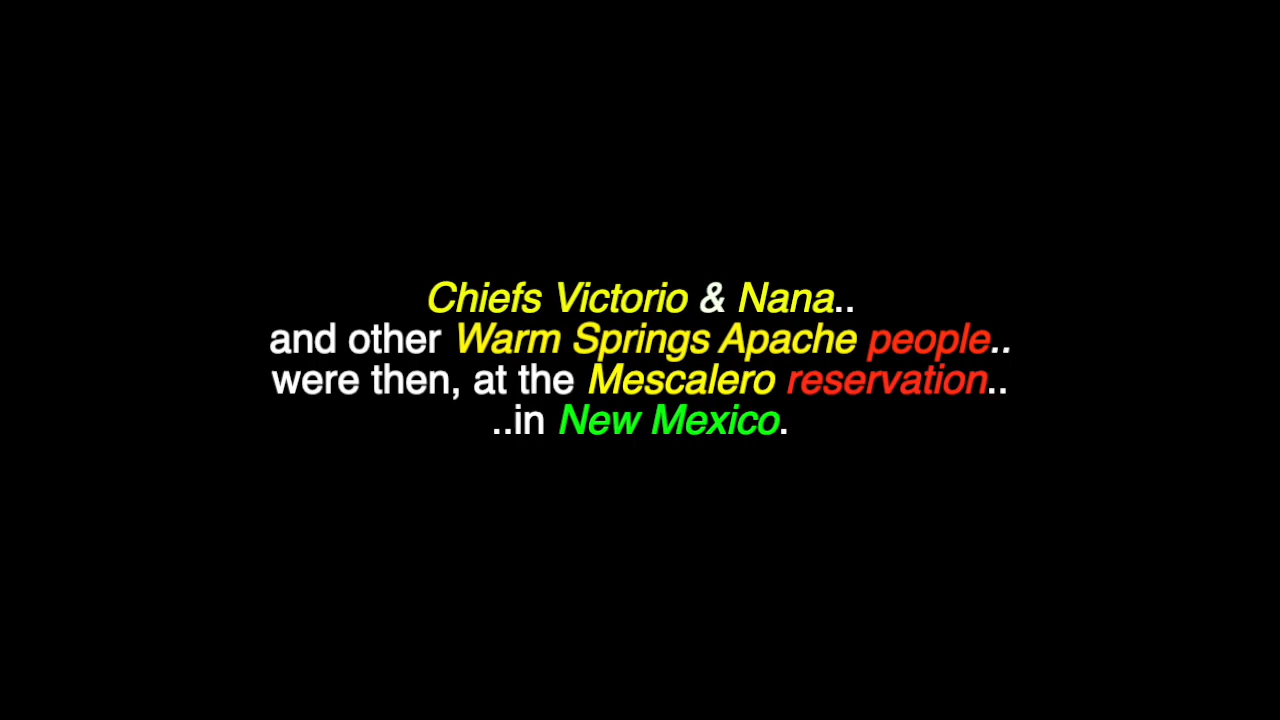 Chiefs Victorio & Nana..
and other Warm Springs Apache people..
were then, at the Mescalero reservation..
..in New Mexico.